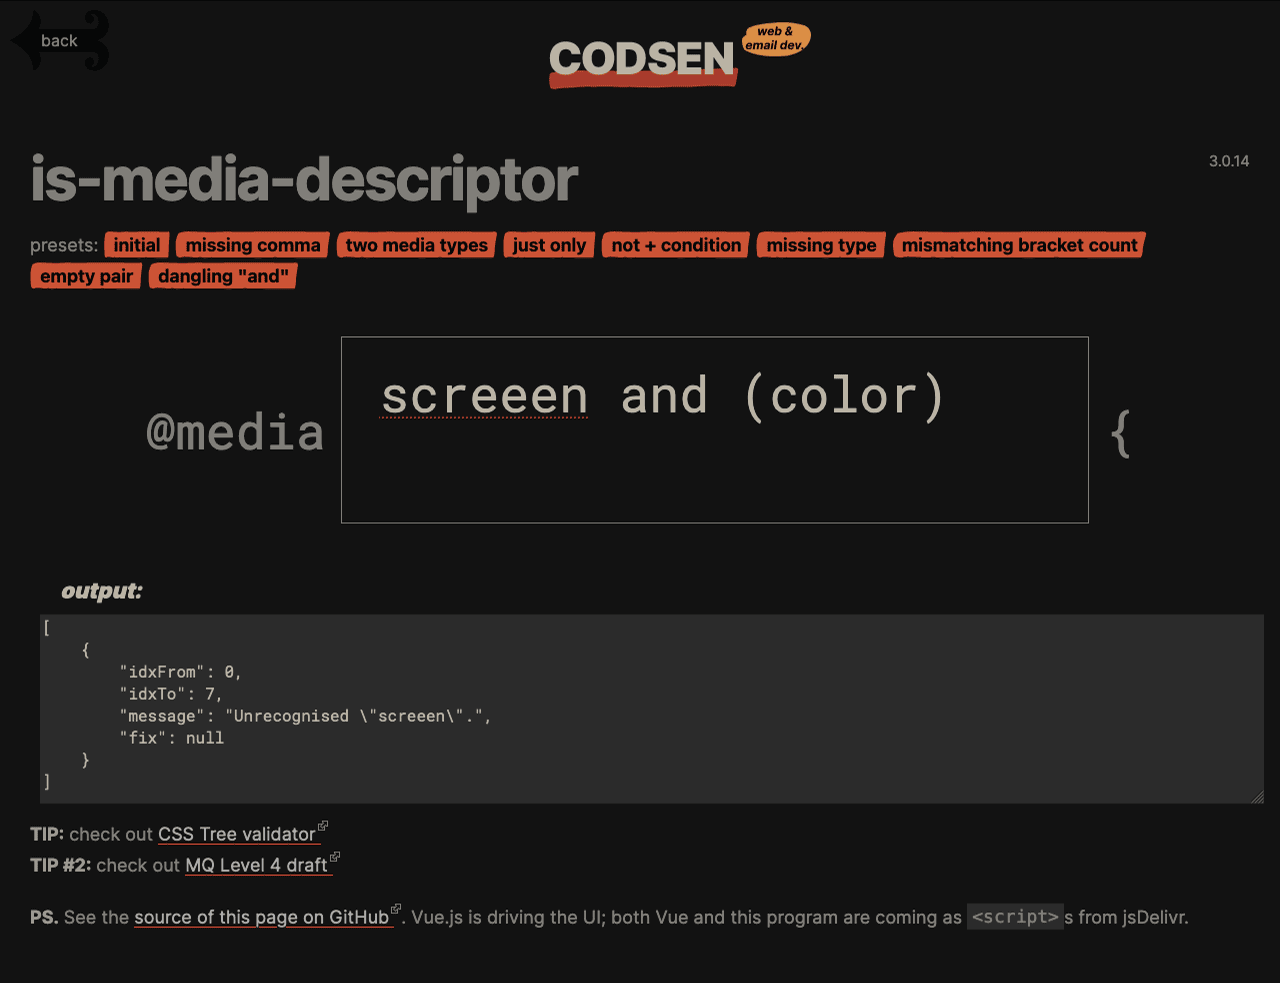 back
CODSEN
web &
email dev.
is-media-descriptor
3.0.14
presets: initial missing comma two media types just only not + condition missing type mismatching bracket count
empty pair dangling "and"
@media screeen and (color) {
output:
[
    {
        "idxFrom": 0,
        "idxTo": 7,
        "message": "Unrecognised \"screeen\".",
        "fix": null
    }
]
TIP: check out CSS Tree validator
TIP #2: check out MQ Level 4 draft
PS. See the source of this page on GitHub. Vue.js is driving the UI; both Vue and this program are coming as <script>s from jsDelivr.